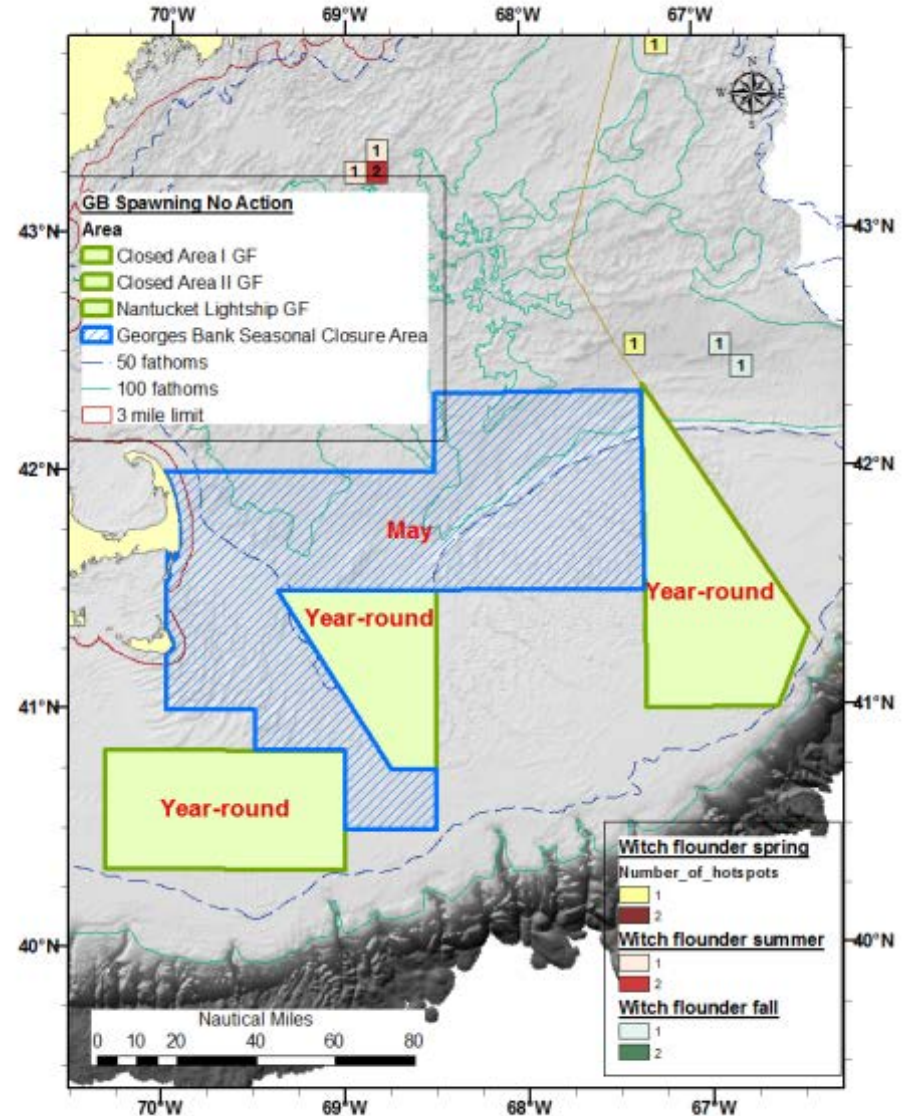 70°W 69°W 68°W 67°W
1
N
W E
S
1
1 2
43°N 43°N
GB Spawning No Action
Area
Closed Area I GF
Closed Area II GF
Nantucket Lightship GF
Georges Bank Seasonal Closure Area
50 fathoms
100 fathoms
3 mile limit
1 1
1
42°N 42°N
May
Year-round Year-round
41°N 41°N
Year-round
Witch flounder spring
Number_of_hotspots
1
2
Witch flounder summer
1
2
Witch flounder fall
1
2
40°N 40°N
Nautical Miles
0 10 20 40 60 80
70°W 69°W 68°W 67°W